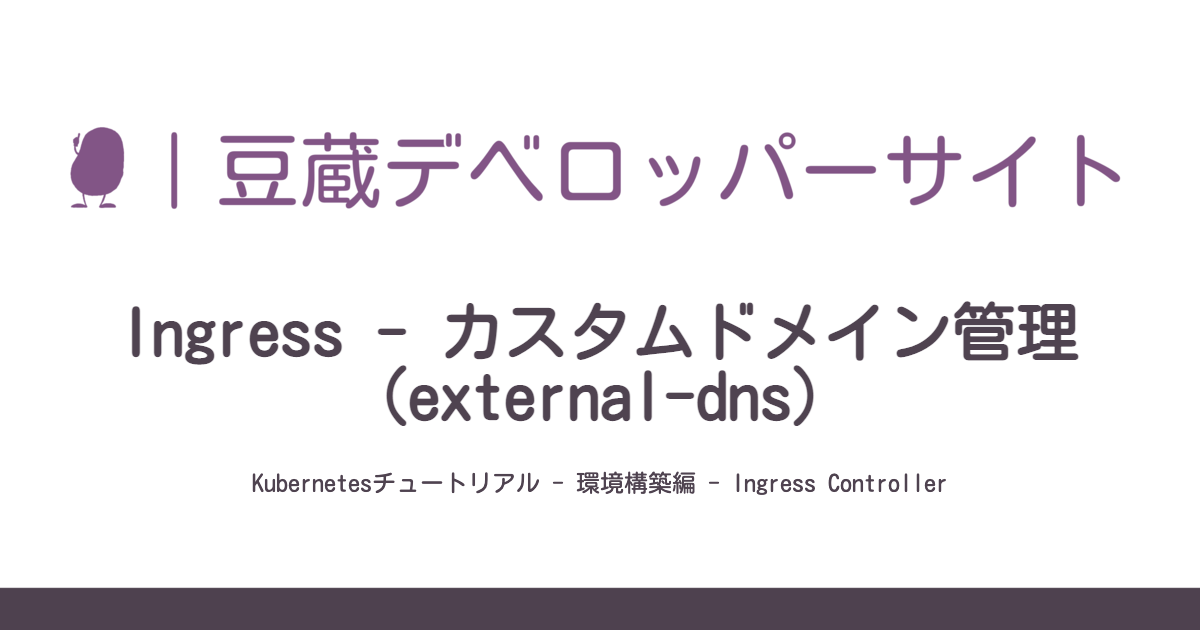 | 豆蔵デベロッパーサイト
Ingress - カスタムドメイン管理
(external-dns)
Kubernetesチュートリアル - 環境構築編 - Ingress Controller